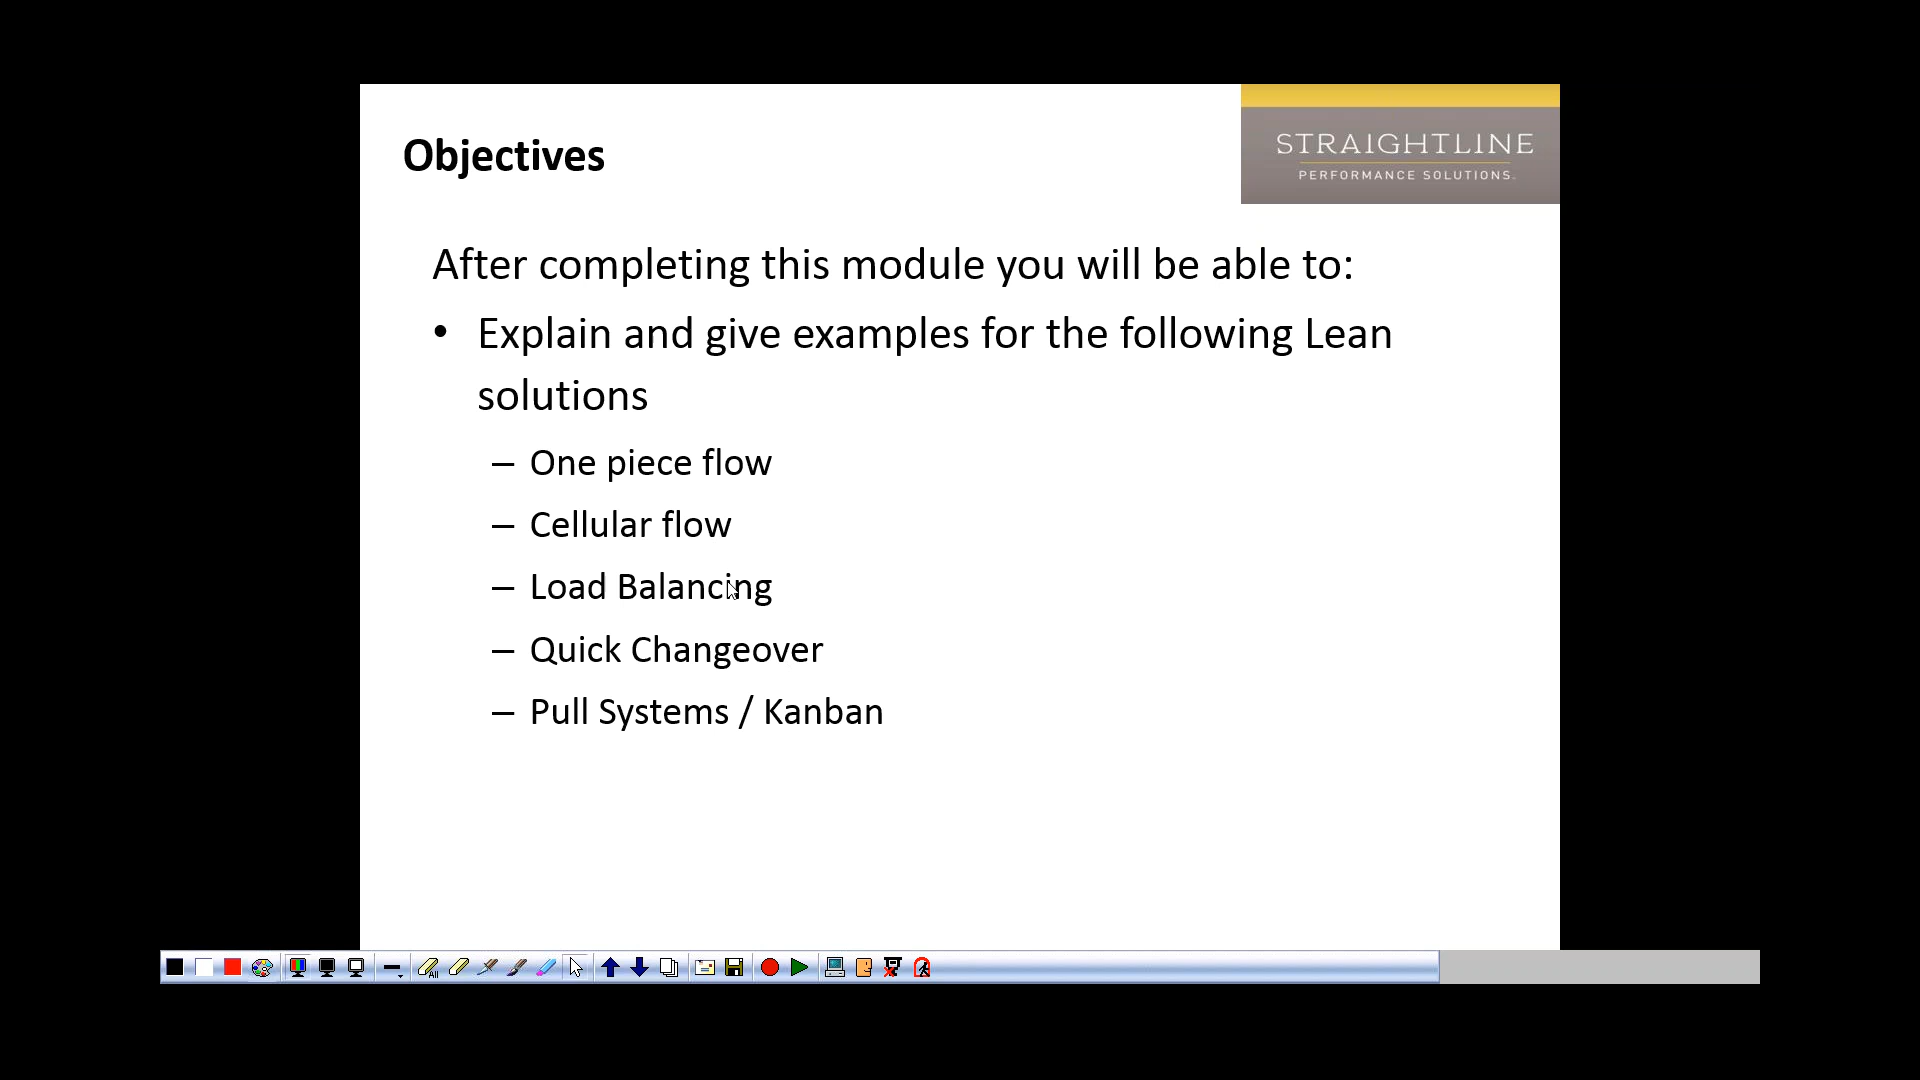 Objectives
STRAIGHTLINE
PERFORMANCE SOLUTIONS.
After completing this module you will be able to:
• Explain and give examples for the following Lean
solutions
– One piece flow
– Cellular flow
– Load Balancing
– Quick Changeover
– Pull Systems / Kanban
All